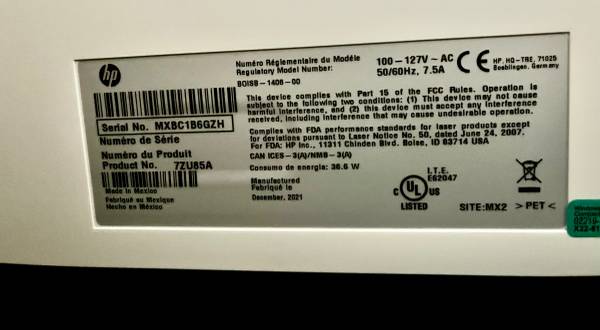 hp
Numéro Réglementaire du Modèle
Regulatory Model Number:
BOISB-1406-00
100-127V ~ AC
50/60Hz, 7.5A
CE
HP, HQ-TRE, 71025
Boeblingen, Germany
This device complies with Part 15 of the FCC Rules. Operation is
subject to the following two conditions: (1) This device may not cause
harmful interference, and (2) this device must accept any interference
received, including interference that may cause undesirable operation.
Serial No. MXBC1B6GZH
Numéro de Série
Complies with FDA performance standards for laser products except
deviations pursuant to Laser Notice No. 50, dated June 24, 2007.
For FDA: HP Inc., 11311 Chinden Blvd. Boise, ID 83714 USA
Numéro du Produit
Product No. 7ZU85A
CAN ICES-3(A)/NMB-3(A)
Consumo de energia: 36.6 W
Made in Mexico
Fabriqué au Mexique
Hecho en México
Manufactured
Fabriqué le
December, 2021
I.T.E.
E62047
C UL US
LISTED
SITE:MX2 > PET <